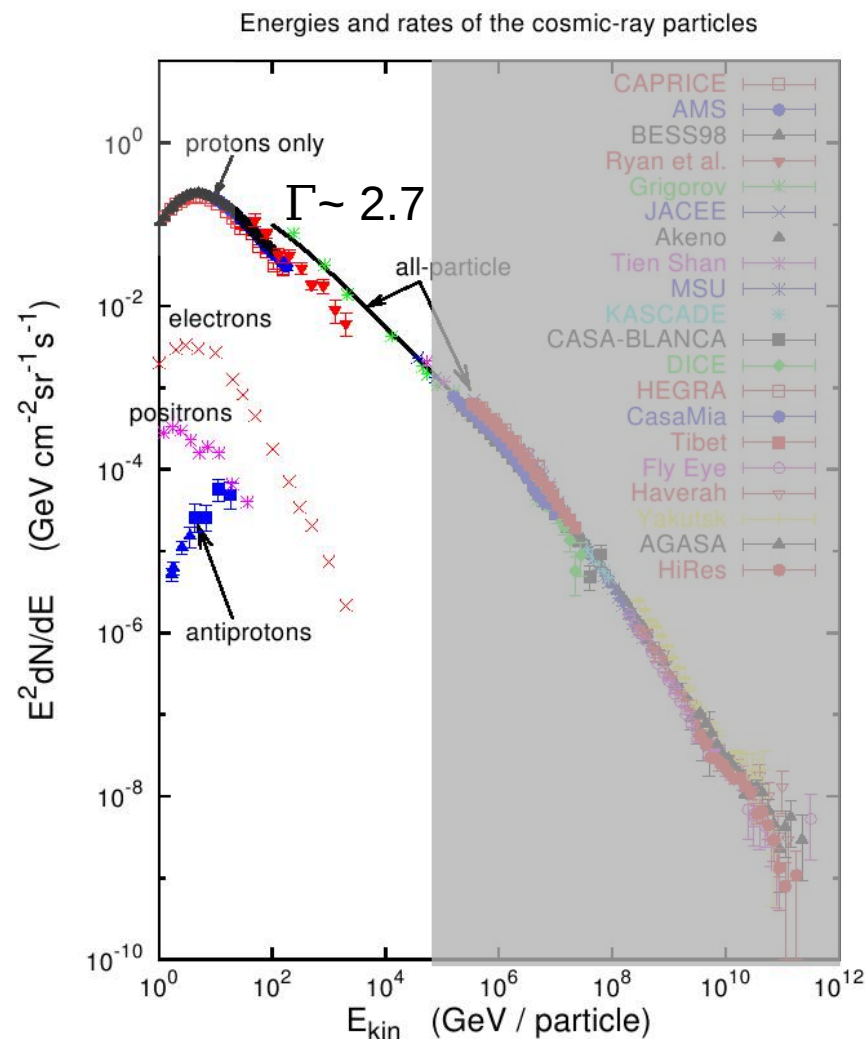 Energies and rates of the cosmic-ray particles
E²dN/dE (GeV cm⁻²sr⁻¹s⁻¹)
10⁰
10⁻²
10⁻⁴
10⁻⁶
10⁻⁸
10⁻¹⁰
protons only
Γ~ 2.7
all-particle
electrons
positrons
antiprotons
CAPRICE
AMS
BESS98
Ryan et al.
Grigorov
JACEE
Akeno
Tien Shan
MSU
KASCADE
CASA-BLANCA
DICE
HEGRA
CasaMia
Tibet
Fly Eye
Haverah
Yakutsk
AGASA
HiRes
10⁰ 10² 10⁴ 10⁶ 10⁸ 10¹⁰ 10¹²
E_kin (GeV / particle)